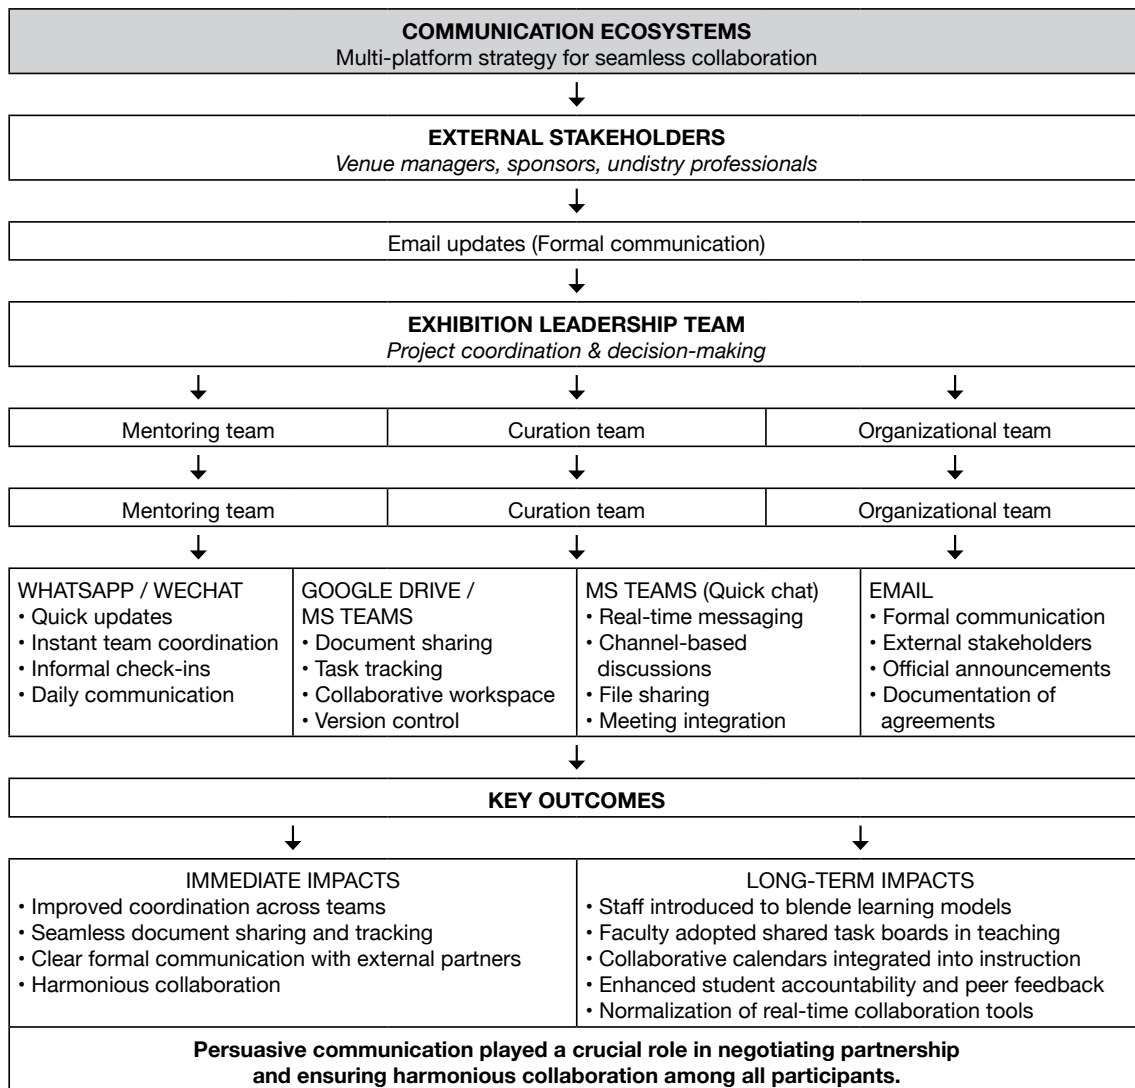 COMMUNICATION ECOSYSTEMS
Multi-platform strategy for seamless collaboration
EXTERNAL STAKEHOLDERS
Venue managers, sponsors, undistry professionals
Email updates (Formal communication)
EXHIBITION LEADERSHIP TEAM
Project coordination & decision-making
Mentoring team
Curation team
Organizational team
Mentoring team
Curation team
Organizational team
WHATSAPP / WECHAT
• Quick updates
• Instant team coordination
• Informal check-ins
• Daily communication
GOOGLE DRIVE /
MS TEAMS
• Document sharing
• Task tracking
• Collaborative workspace
• Version control
MS TEAMS (Quick chat)
• Real-time messaging
• Channel-based
discussions
• File sharing
• Meeting integration
EMAIL
• Formal communication
• External stakeholders
• Official announcements
• Documentation of
agreements
KEY OUTCOMES
IMMEDIATE IMPACTS
• Improved coordination across teams
• Seamless document sharing and tracking
• Clear formal communication with external partners
• Harmonious collaboration
LONG-TERM IMPACTS
• Staff introduced to blende learning models
• Faculty adopted shared task boards in teaching
• Collaborative calendars integrated into instruction
• Enhanced student accountability and peer feedback
• Normalization of real-time collaboration tools
Persuasive communication played a crucial role in negotiating partnership
and ensuring harmonious collaboration among all participants.